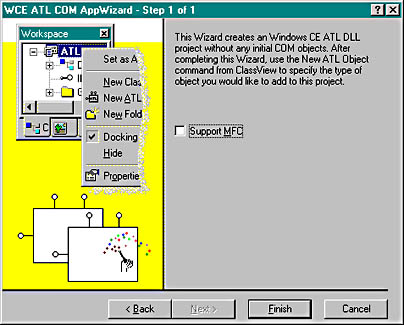 WCE ATL COM AppWizard - Step 1 of 1
Workspace
ATL
Set as A
New Clas
New ATL
New Fold
Docking
Hide
Propertie
This Wizard creates an Windows CE ATL DLL
project without any initial COM objects. After
completing this Wizard, use the New ATL Object
command from ClassView to specify the type of
object you would like to add to this project.
Support MFC
< Back
Next >
Finish
Cancel